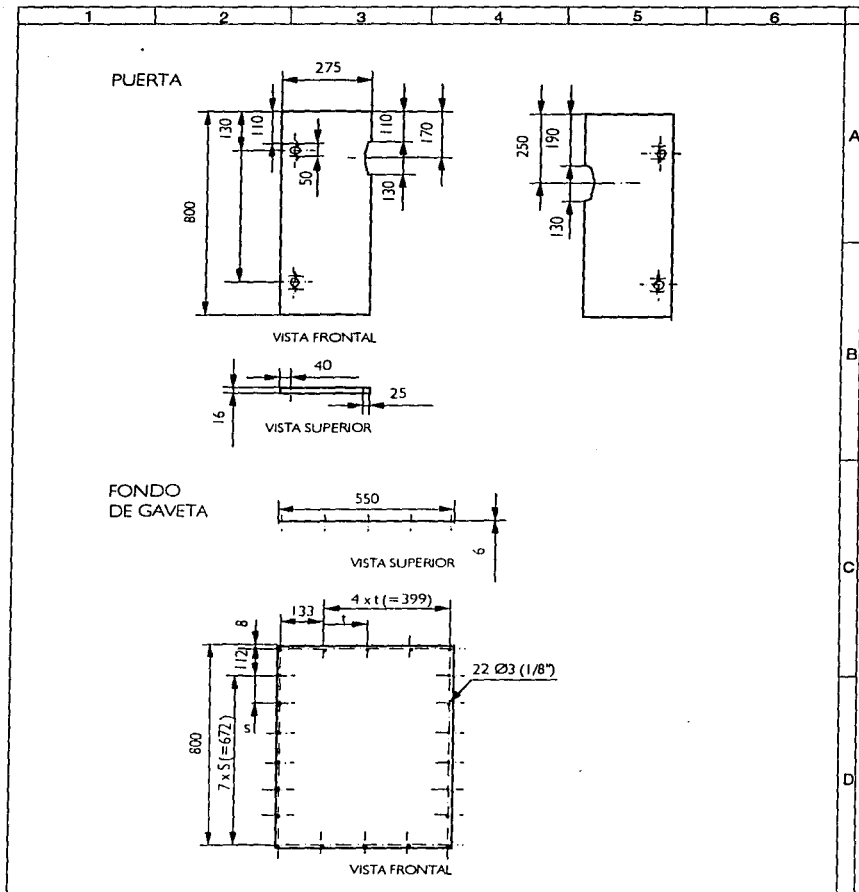 1 2 3 4 5 6
A
B
C
D
PUERTA
275
130
110
50
110
130
170
800
250
190
130
VISTA FRONTAL
40
25
16
VISTA SUPERIOR
FONDO
DE GAVETA
550
6
VISTA SUPERIOR
133
4 x t (=399)
t
8
112
s
22 Ø3 (1/8")
800
7 x S (=672)
VISTA FRONTAL